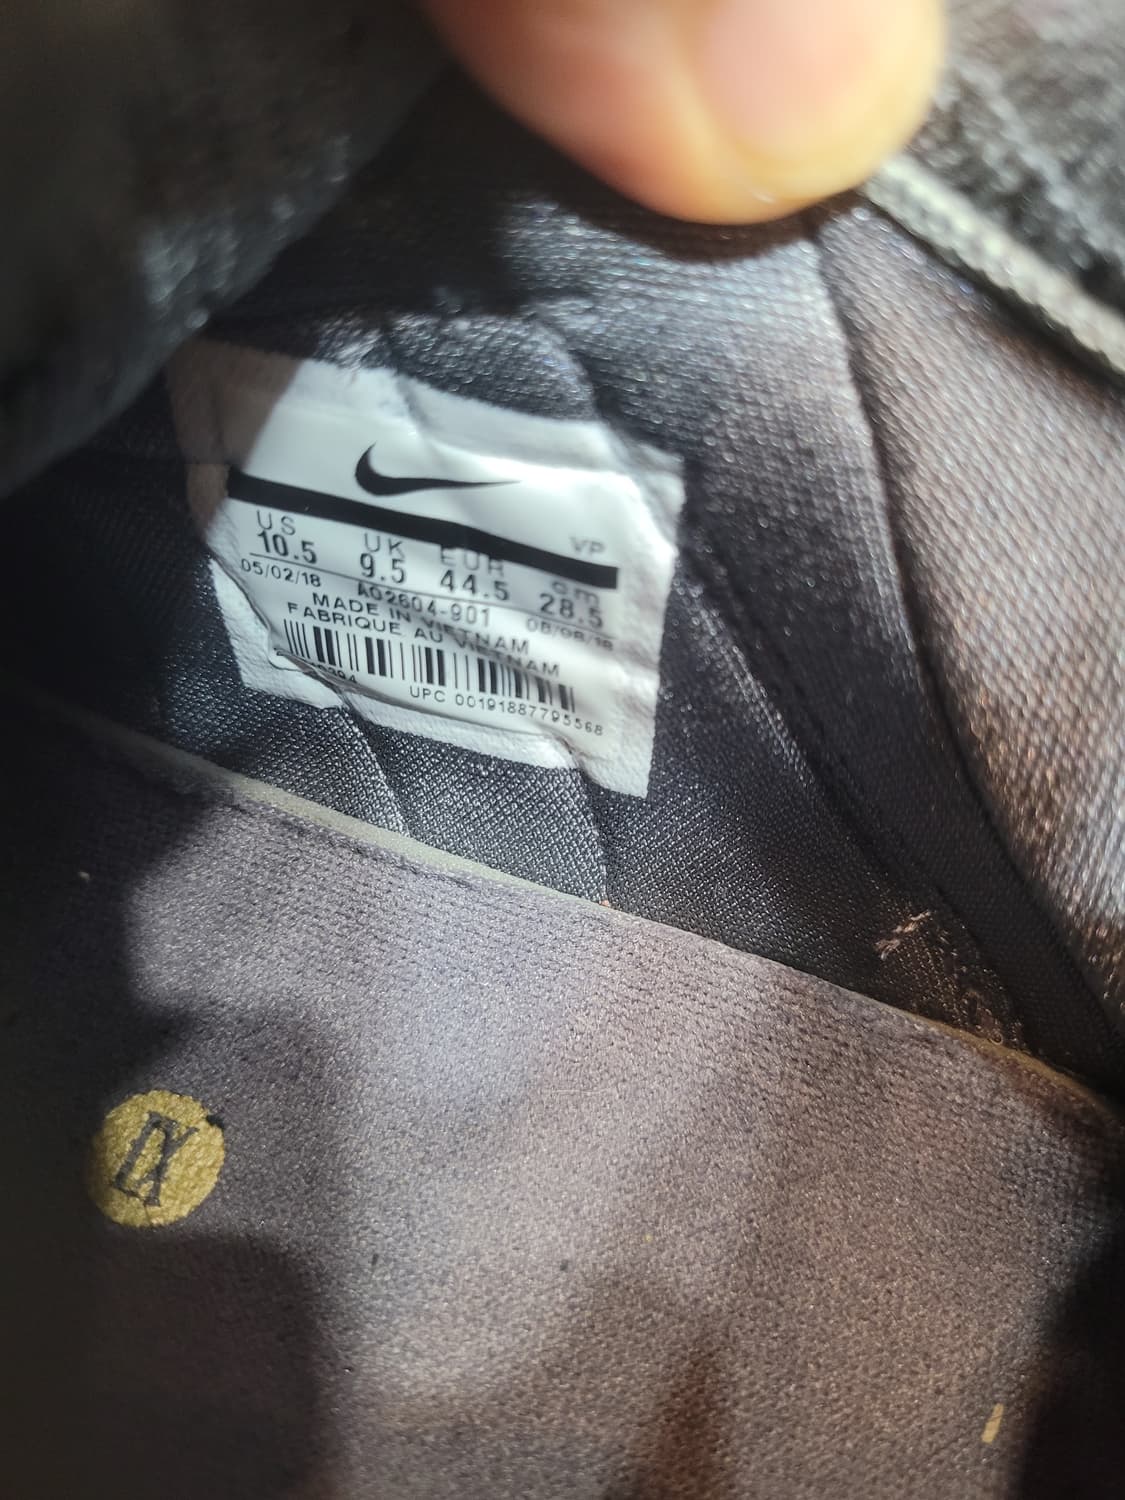 VP
US UK EUR cm
10.5 9.5 44.5 28.5
05/02/18 AO2604-901 08/08/18
MADE IN VIETNAM
FABRIQUE AU VIETNAM
UPC 00191887795568
IX